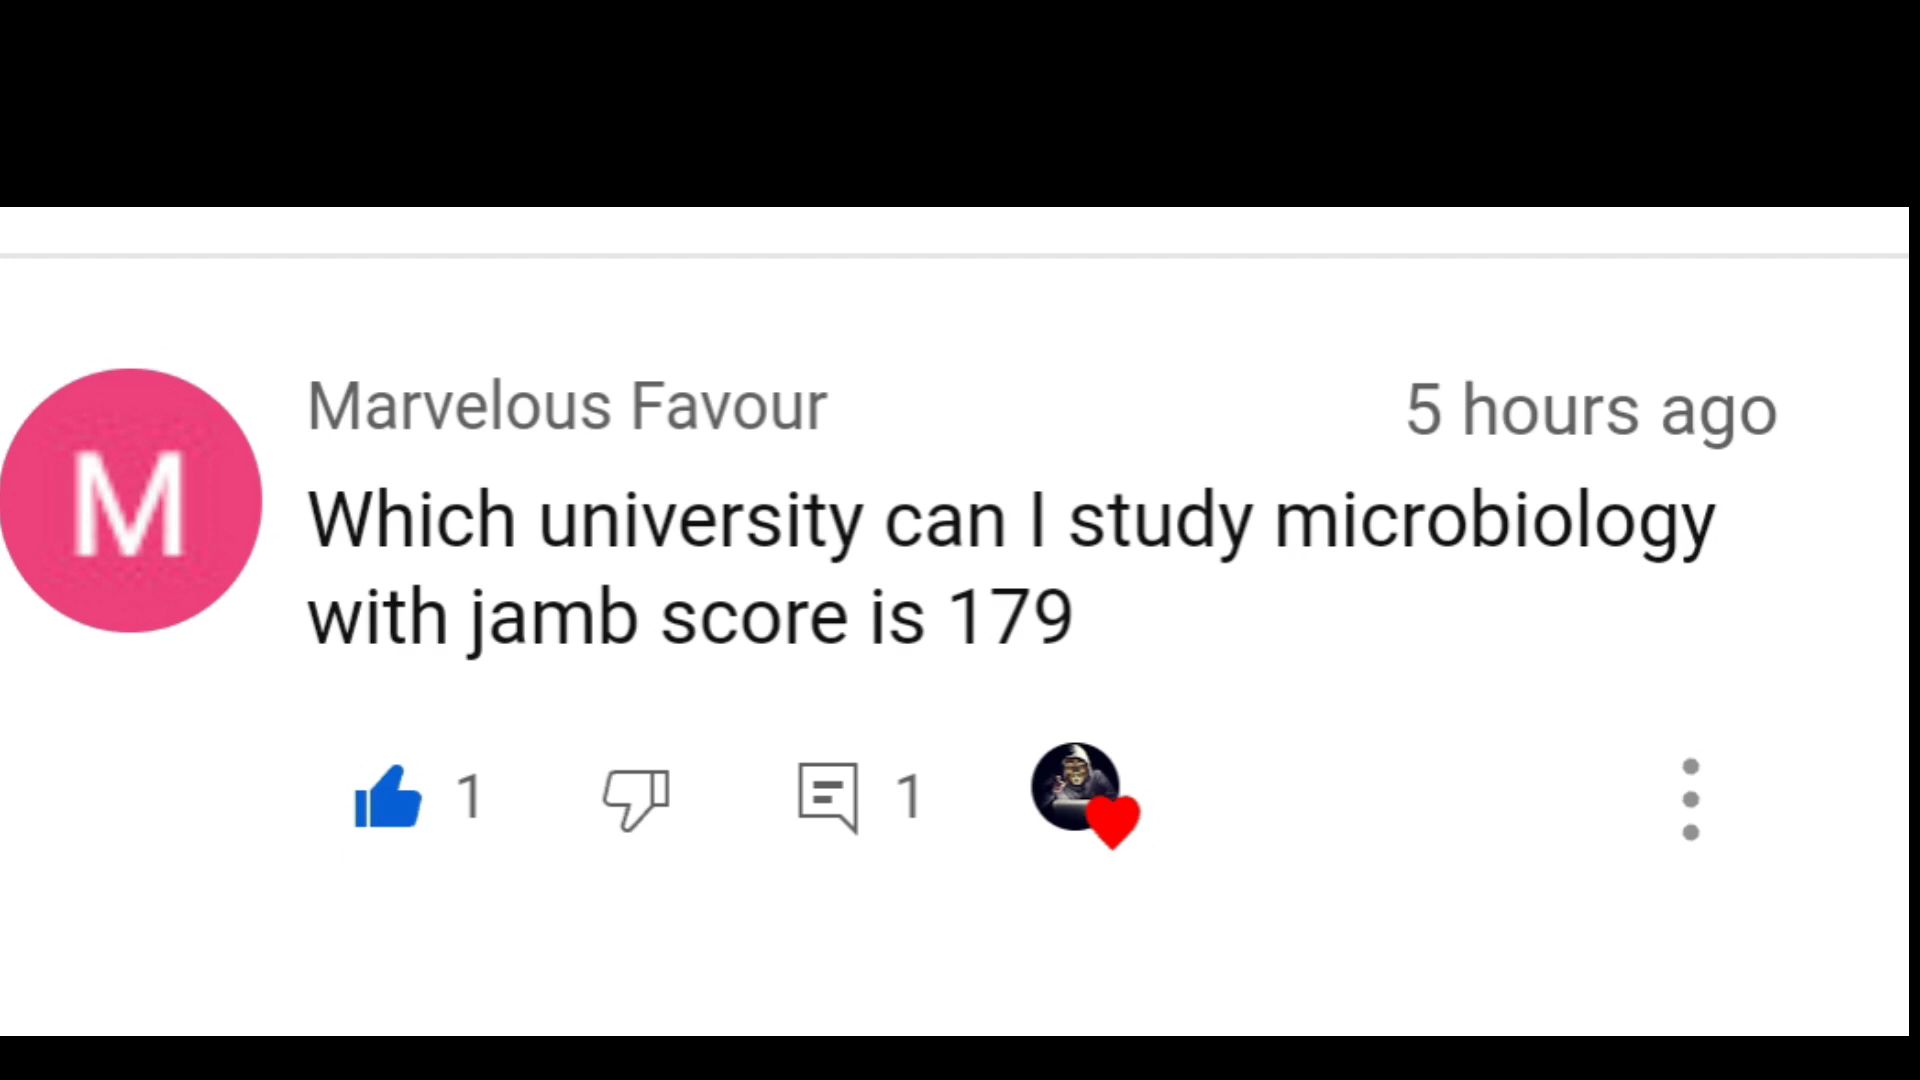 M
Marvelous Favour
5 hours ago
Which university can I study microbiology
with jamb score is 179
1
1